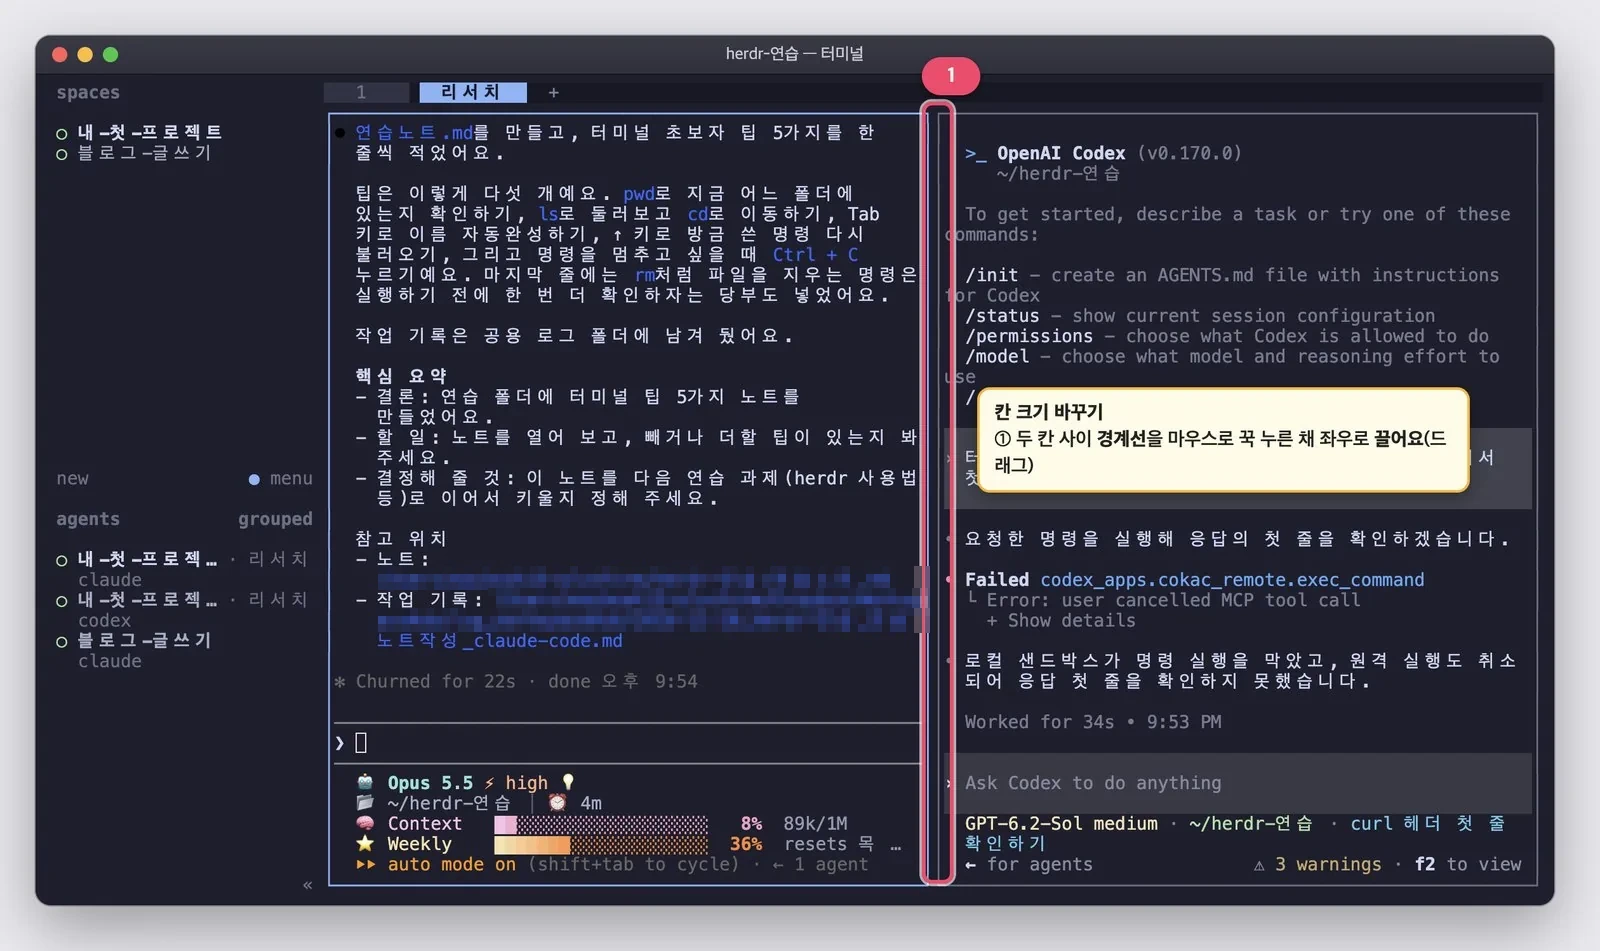 herdr-연습 — 터미널
spaces
내-첫-프로젝트
블로그-글쓰기
new
menu
agents
grouped
내-첫-프로젝… · 리서치
claude
내-첫-프로젝… · 리서치
codex
블로그-글쓰기
claude
«
1
리서치
+
연습노트.md를 만들고, 터미널 초보자 팁 5가지를 한
줄씩 적었어요.
팁은 이렇게 다섯 개예요. pwd로 지금 어느 폴더에
있는지 확인하기, ls로 둘러보고 cd로 이동하기, Tab
키로 이름 자동완성하기, ↑ 키로 방금 쓴 명령 다시
불러오기, 그리고 명령을 멈추고 싶을 때 Ctrl + C
누르기예요. 마지막 줄에는 rm처럼 파일을 지우는 명령은
실행하기 전에 한 번 더 확인하자는 당부도 넣었어요.
작업 기록은 공용 로그 폴더에 남겨 뒀어요.
핵심 요약
- 결론: 연습 폴더에 터미널 팁 5가지 노트를
만들었어요.
- 할 일: 노트를 열어 보고, 빼거나 더할 팁이 있는지 봐
주세요.
- 결정해 줄 것: 이 노트를 다음 연습 과제(herdr 사용법
등)로 이어서 키울지 정해 주세요.
참고 위치
- 노트:
- 작업 기록:
노트작성_claude-code.md
✻ Churned for 22s · done 오후 9:54
❯
Opus 5.5 ⚡ high
~/herdr-연습 | 4m
Context 8% 89k/1M
Weekly 36% resets 목 …
auto mode on (shift+tab to cycle) · ← 1 agent
1
>_ OpenAI Codex (v0.170.0)
~/herdr-연습
To get started, describe a task or try one of these
commands:
/init - create an AGENTS.md file with instructions
for Codex
/status - show current session configuration
/permissions - choose what Codex is allowed to do
/model - choose what model and reasoning effort to
use
/
칸 크기 바꾸기
① 두 칸 사이 경계선을 마우스로 꾹 누른 채 좌우로 끌어요(드
래그)
서
첫
• 요청한 명령을 실행해 응답의 첫 줄을 확인하겠습니다.
• Failed codex_apps.cokac_remote.exec_command
└ Error: user cancelled MCP tool call
+ Show details
• 로컬 샌드박스가 명령 실행을 막았고, 원격 실행도 취소
되어 응답 첫 줄을 확인하지 못했습니다.
Worked for 34s • 9:53 PM
Ask Codex to do anything
GPT-6.2-Sol medium · ~/herdr-연습 · curl 헤더 첫 줄
확인하기
← for agents
⚠ 3 warnings · f2 to view